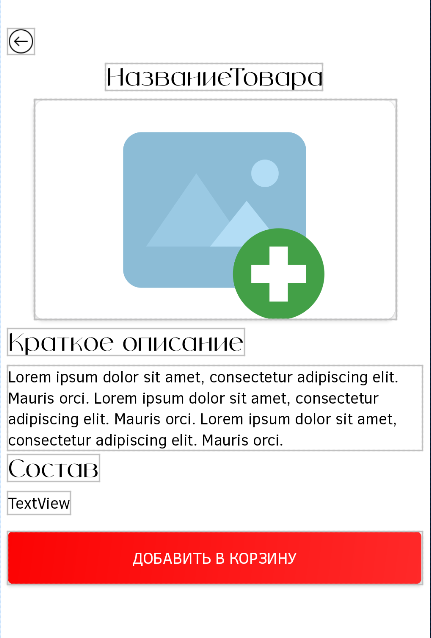 НазваниеТовара
Краткое описание
Lorem ipsum dolor sit amet, consectetur adipiscing elit.
Mauris orci. Lorem ipsum dolor sit amet, consectetur
adipiscing elit. Mauris orci. Lorem ipsum dolor sit amet,
consectetur adipiscing elit. Mauris orci.
Состав
TextView
ДОБАВИТЬ В КОРЗИНУ